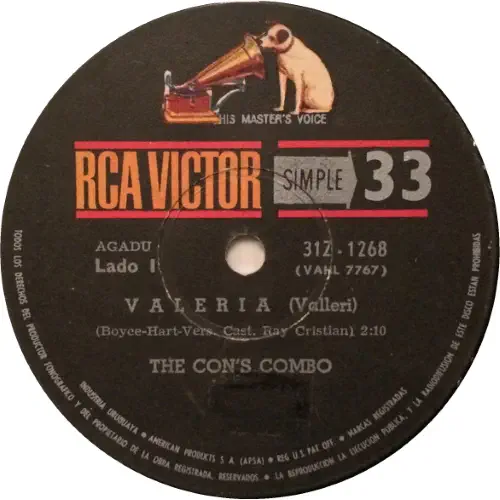 HIS MASTER'S VOICE
RCA VICTOR
SIMPLE 33
AGADU
Lado I
31Z-1268
(VAHL 7767)
VALERIA (Valleri)
(Boyce-Hart-Vers. Cast. Ray Cristian) 2:10
THE CON'S COMBO
TODOS LOS DERECHOS DEL PRODUCTOR FONOGRAFICO Y DEL PROPIETARIO DE LA OBRA REGISTRADA, RESERVADOS. • LA REPRODUCCION LA EJECUCION PUBLICA, Y LA RADIODIFUSION DE ESTE DISCO ESTAN PROHIBIDAS
INDUSTRIA URUGUAYA • AMERICAN PRODUCTS S A (APSA) • REG U S PAT OFF. • MARCAS REGISTRADAS